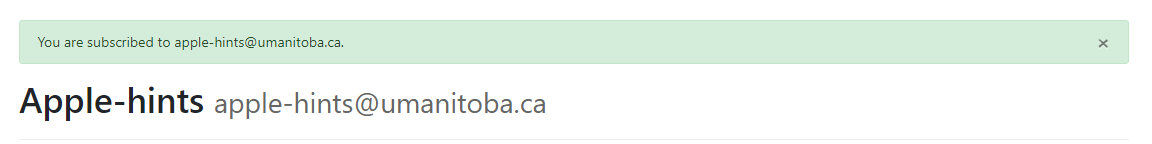 You are subscribed to apple-hints@umanitoba.ca.
×
Apple-hints apple-hints@umanitoba.ca